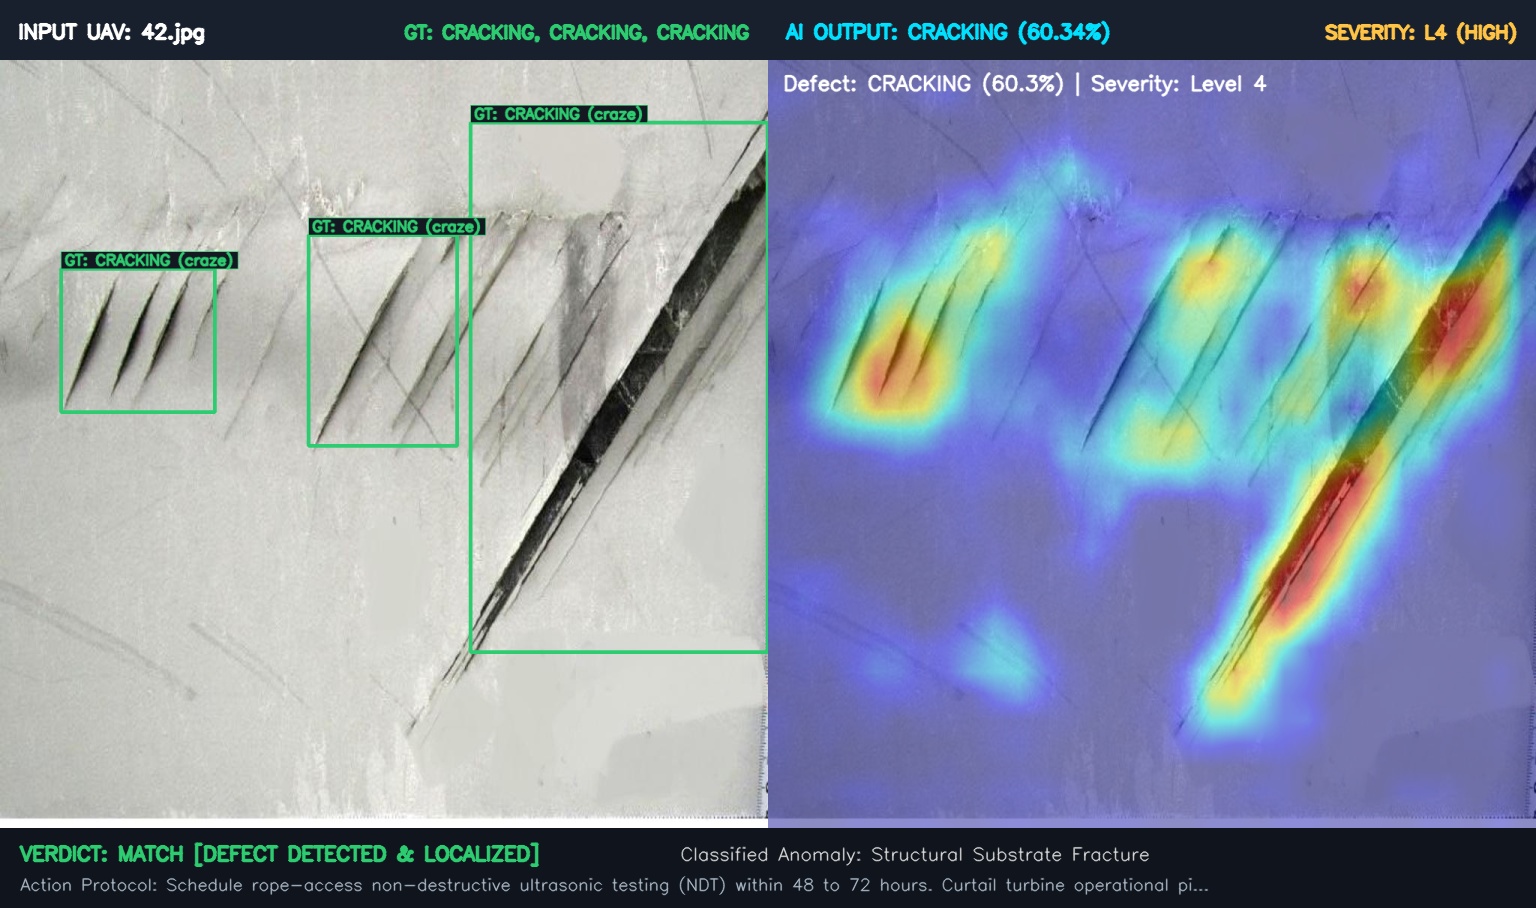 INPUT UAV: 42.jpg
GT: CRACKING, CRACKING, CRACKING
AI OUTPUT: CRACKING (60.34%)
SEVERITY: L4 (HIGH)
Defect: CRACKING (60.3%) | Severity: Level 4
GT: CRACKING (craze)
GT: CRACKING (craze)
GT: CRACKING (craze)
VERDICT: MATCH [DEFECT DETECTED & LOCALIZED]
Classified Anomaly: Structural Substrate Fracture
Action Protocol: Schedule rope-access non-destructive ultrasonic testing (NDT) within 48 to 72 hours. Curtail turbine operational pi...